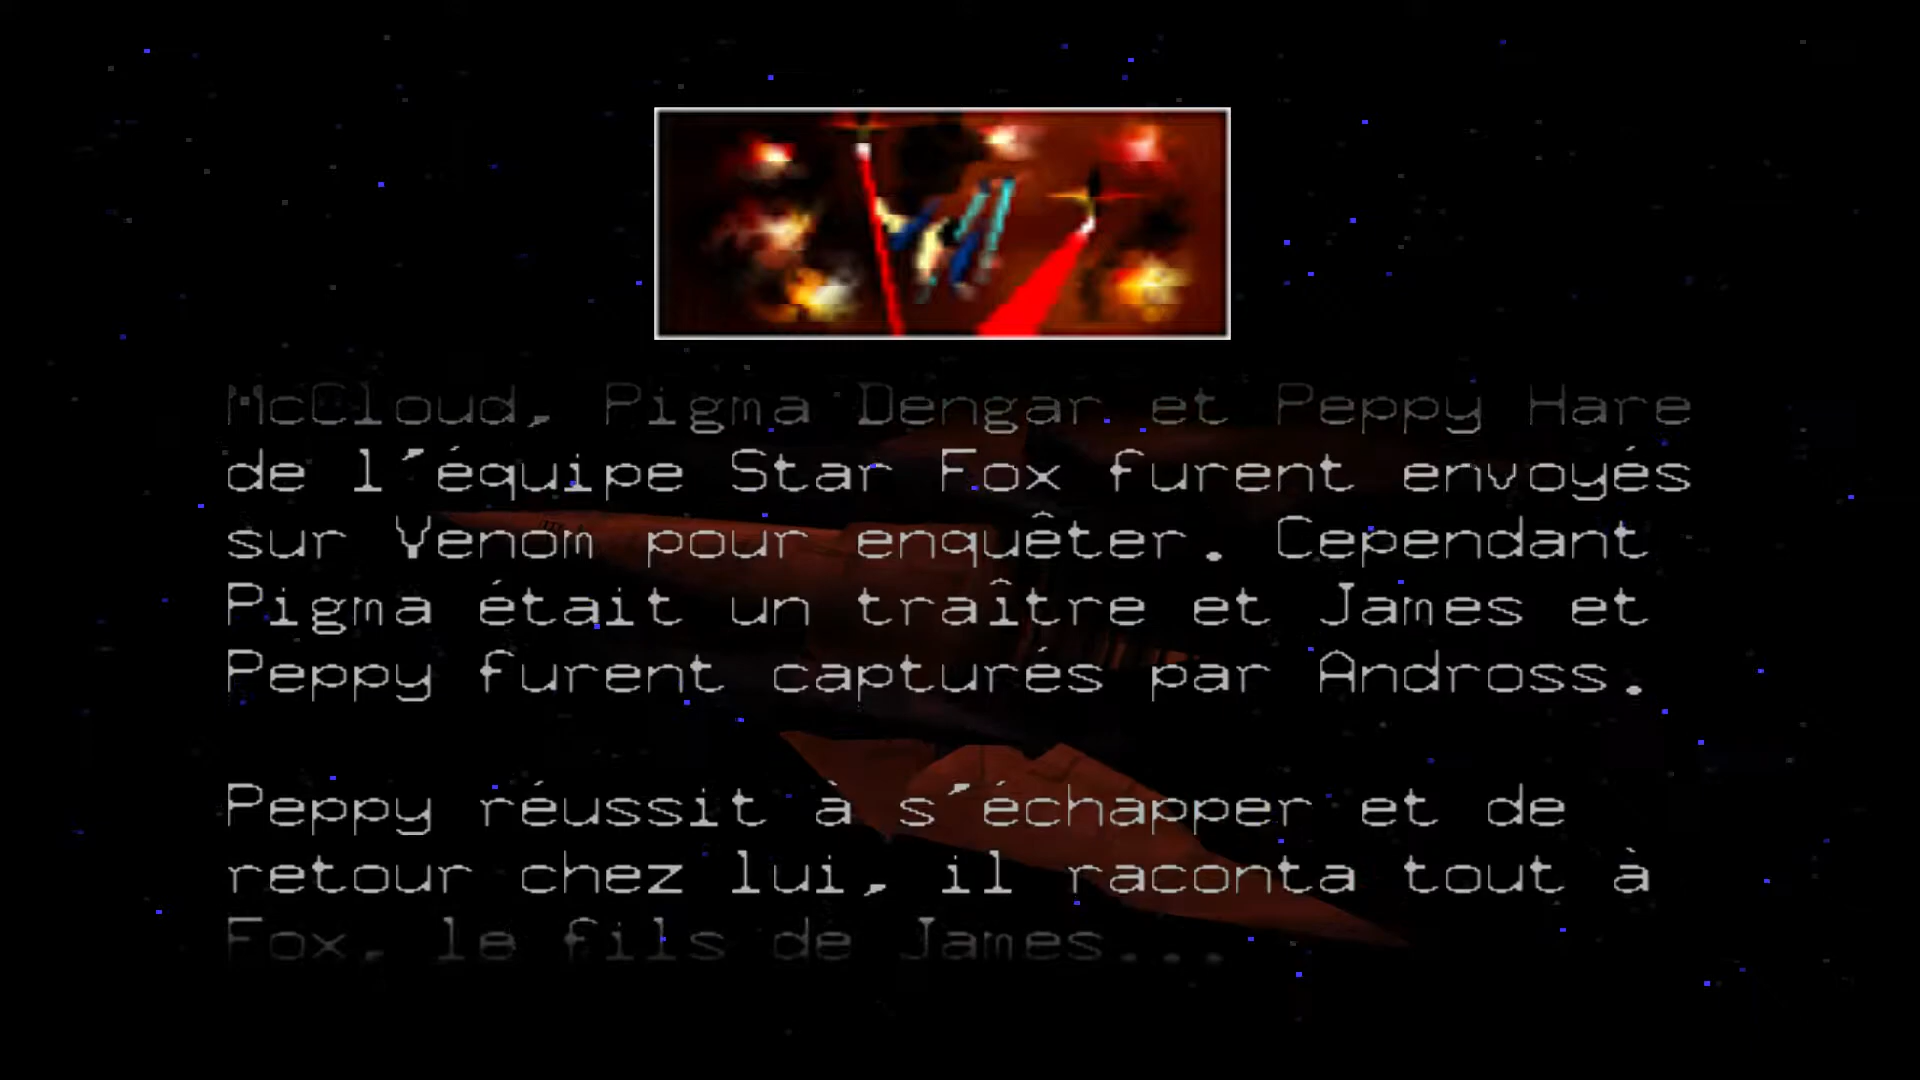 McCloud, Pigma Dengar et Peppy Hare
de l'équipe Star Fox furent envoyés
sur Venom pour enquêter. Cependant
Pigma était un traître et James et
Peppy furent capturés par Andross.
Peppy réussit à s'échapper et de
retour chez lui, il raconta tout à
Fox, le fils de James...